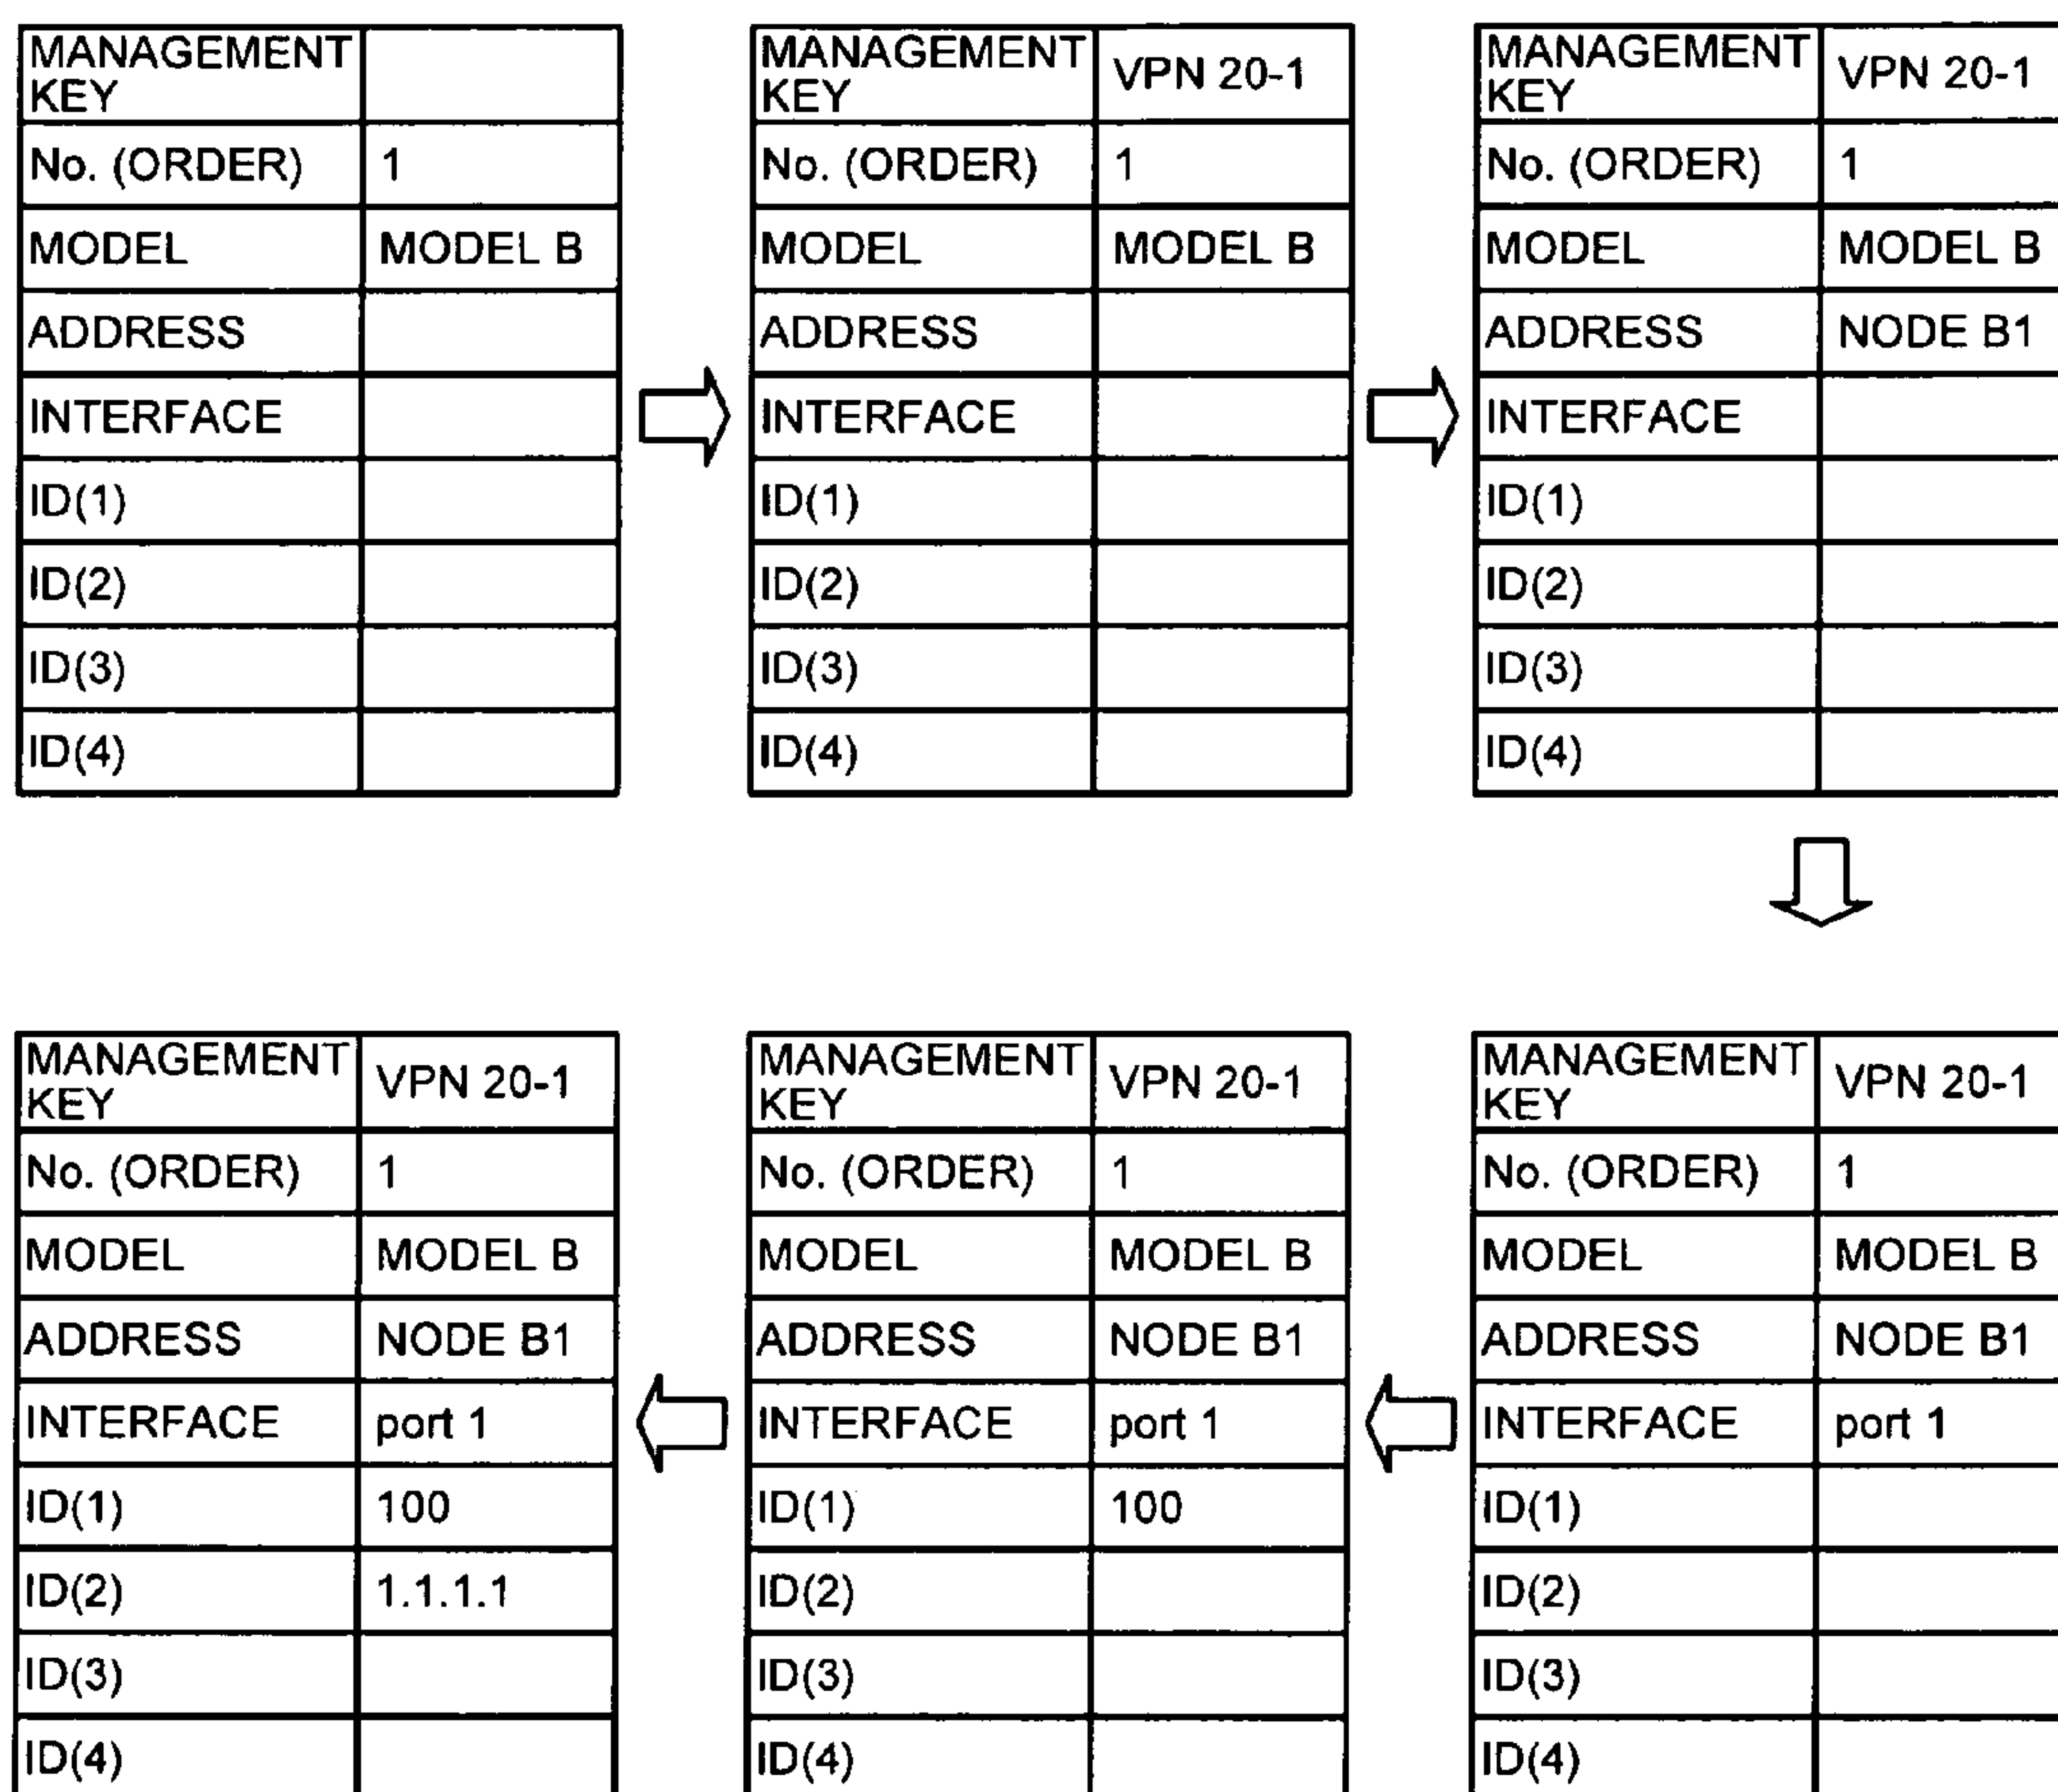 MANAGEMENT
KEY
No. (ORDER) 1
MODEL MODEL B
ADDRESS
INTERFACE
ID(1)
ID(2)
ID(3)
ID(4)
MANAGEMENT
KEY VPN 20-1
No. (ORDER) 1
MODEL MODEL B
ADDRESS
INTERFACE
ID(1)
ID(2)
ID(3)
ID(4)
MANAGEMENT
KEY VPN 20-1
No. (ORDER) 1
MODEL MODEL B
ADDRESS NODE B1
INTERFACE
ID(1)
ID(2)
ID(3)
ID(4)
MANAGEMENT
KEY VPN 20-1
No. (ORDER) 1
MODEL MODEL B
ADDRESS NODE B1
INTERFACE port 1
ID(1)
ID(2)
ID(3)
ID(4)
MANAGEMENT
KEY VPN 20-1
No. (ORDER) 1
MODEL MODEL B
ADDRESS NODE B1
INTERFACE port 1
ID(1) 100
ID(2)
ID(3)
ID(4)
MANAGEMENT
KEY VPN 20-1
No. (ORDER) 1
MODEL MODEL B
ADDRESS NODE B1
INTERFACE port 1
ID(1) 100
ID(2) 1.1.1.1
ID(3)
ID(4)